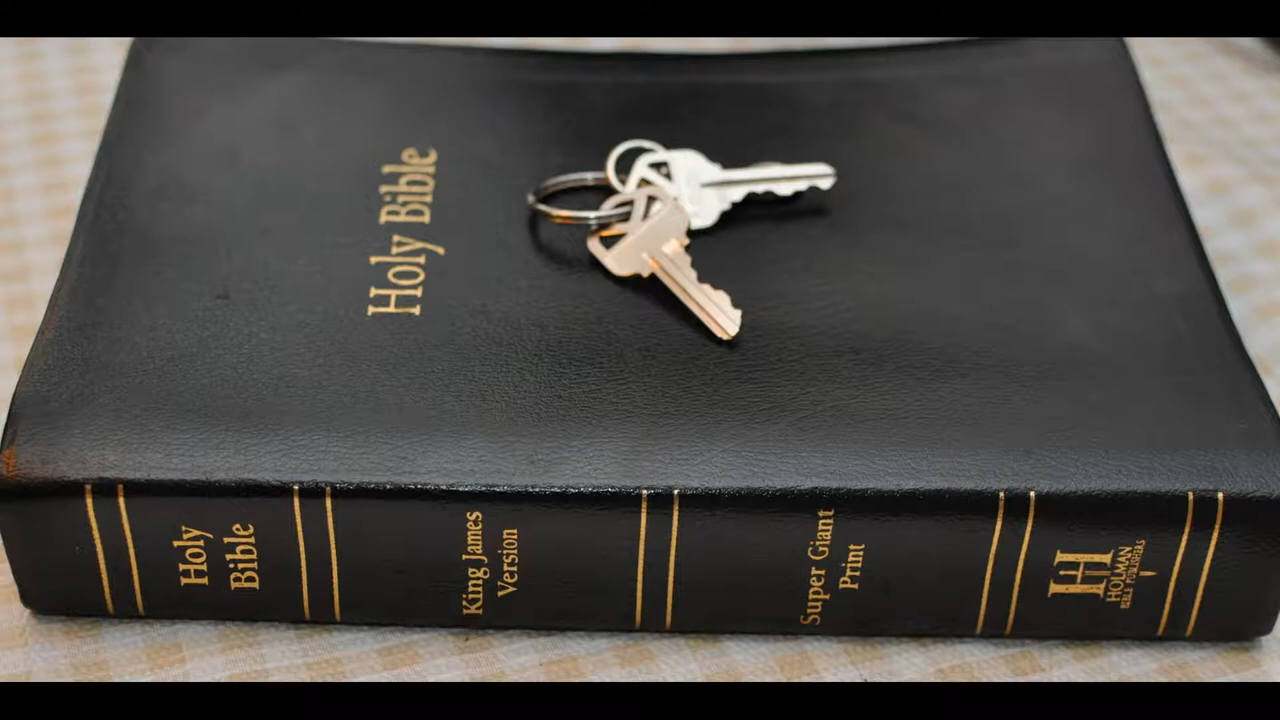 Holy Bible
Holy
Bible
King James
Version
Super Giant
Print
HOLMAN
BIBLE PUBLISHERS